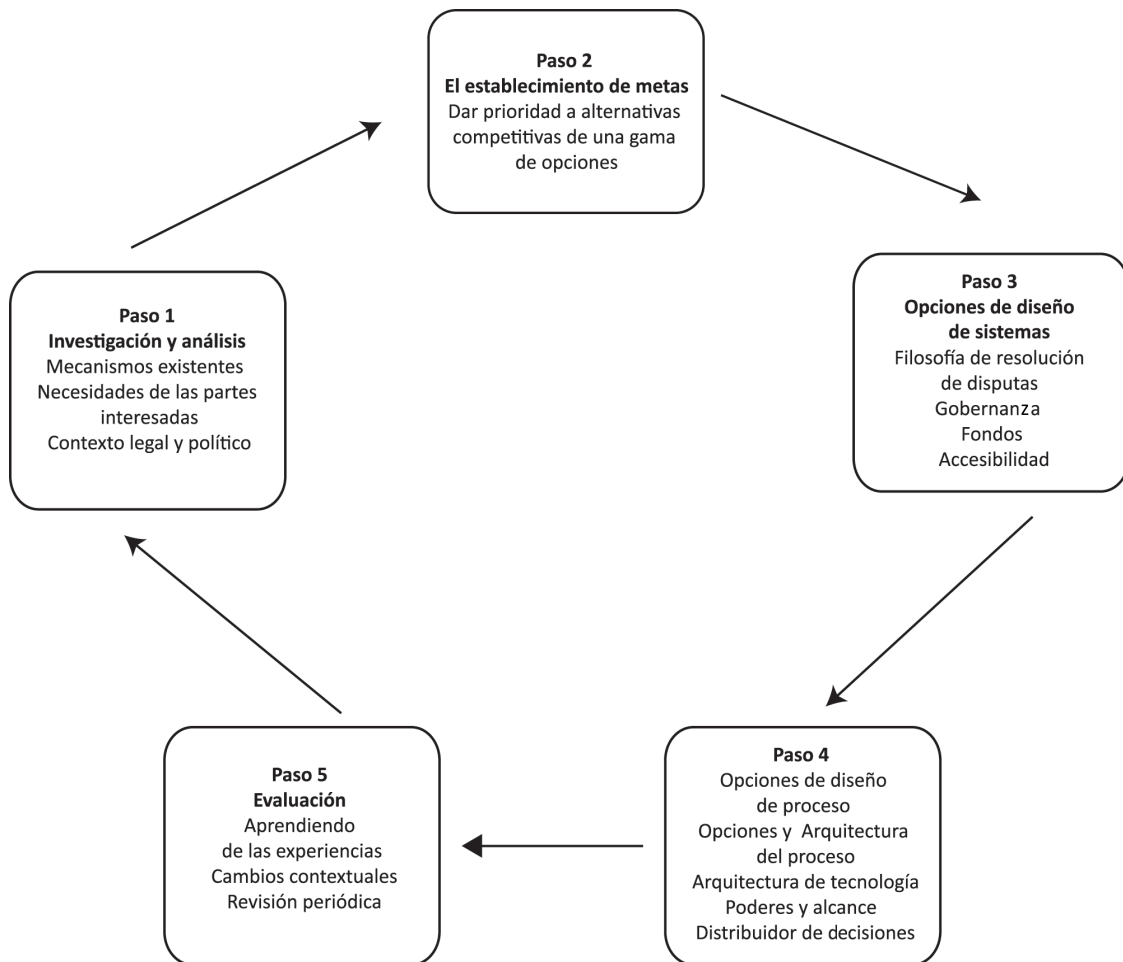 Paso 1
Investigación y análisis
Mecanismos existentes
Necesidades de las partes
interesadas
Contexto legal y político
Paso 2
El establecimiento de metas
Dar prioridad a alternativas
competitivas de una gama
de opciones
Paso 3
Opciones de diseño
de sistemas
Filosofía de resolución
de disputas
Gobernanza
Fondos
Accesibilidad
Paso 4
Opciones de diseño
de proceso
Opciones y Arquitectura
del proceso
Arquitectura de tecnología
Poderes y alcance
Distribuidor de decisiones
Paso 5
Evaluación
Aprendiendo
de las experiencias
Cambios contextuales
Revisión periódica